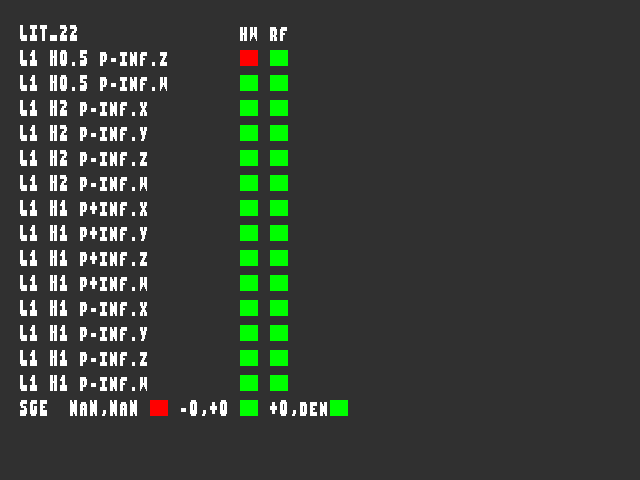 LIT_22 HW RF
L1 H0.5 P-INF.Z
L1 H0.5 P-INF.W
L1 H2 P-INF.X
L1 H2 P-INF.Y
L1 H2 P-INF.Z
L1 H2 P-INF.W
L1 H1 P+INF.X
L1 H1 P+INF.Y
L1 H1 P+INF.Z
L1 H1 P+INF.W
L1 H1 P-INF.X
L1 H1 P-INF.Y
L1 H1 P-INF.Z
L1 H1 P-INF.W
SGE NAN,NAN -0,+0 +0,DEN